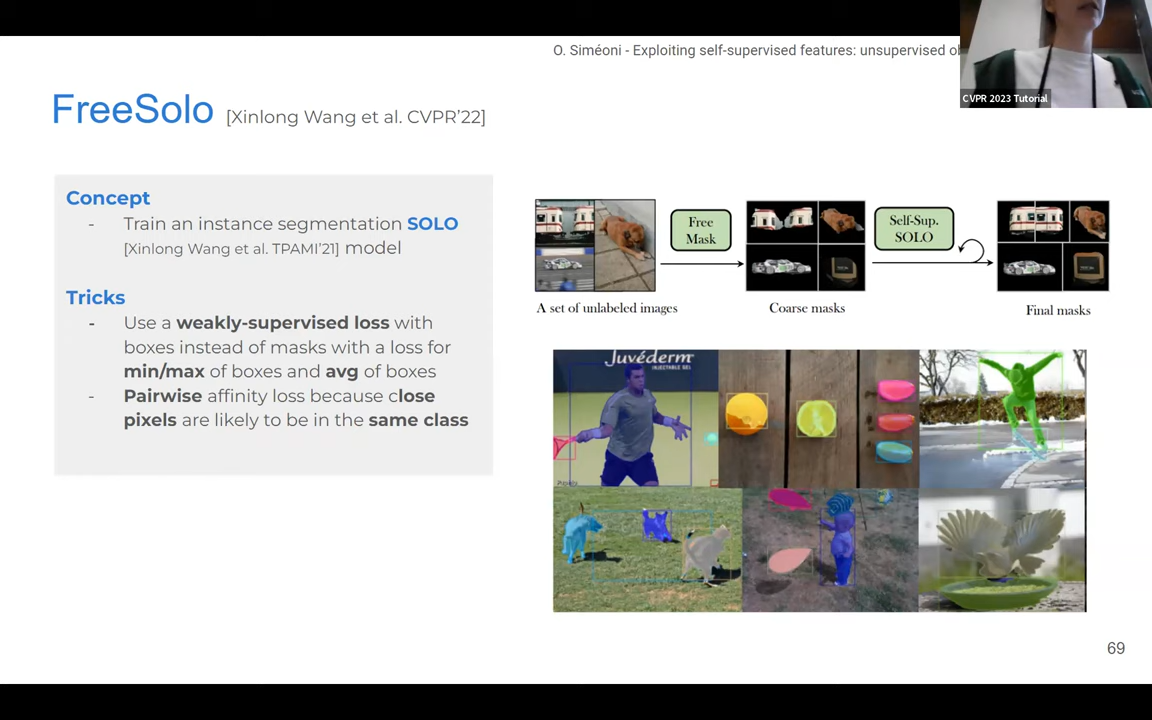 O. Siméoni - Exploiting self-supervised features: unsupervised
CVPR 2023 Tutorial
FreeSolo [Xinlong Wang et al. CVPR'22]
Concept
- Train an instance segmentation SOLO
[Xinlong Wang et al. TPAMI'21] model
Tricks
- Use a weakly-supervised loss with
boxes instead of masks with a loss for
min/max of boxes and avg of boxes
- Pairwise affinity loss because close
pixels are likely to be in the same class
Free
Mask
Self-Sup.
SOLO
A set of unlabeled images
Coarse masks
Final masks
Juvéderm
INJECTABLE GEL
69